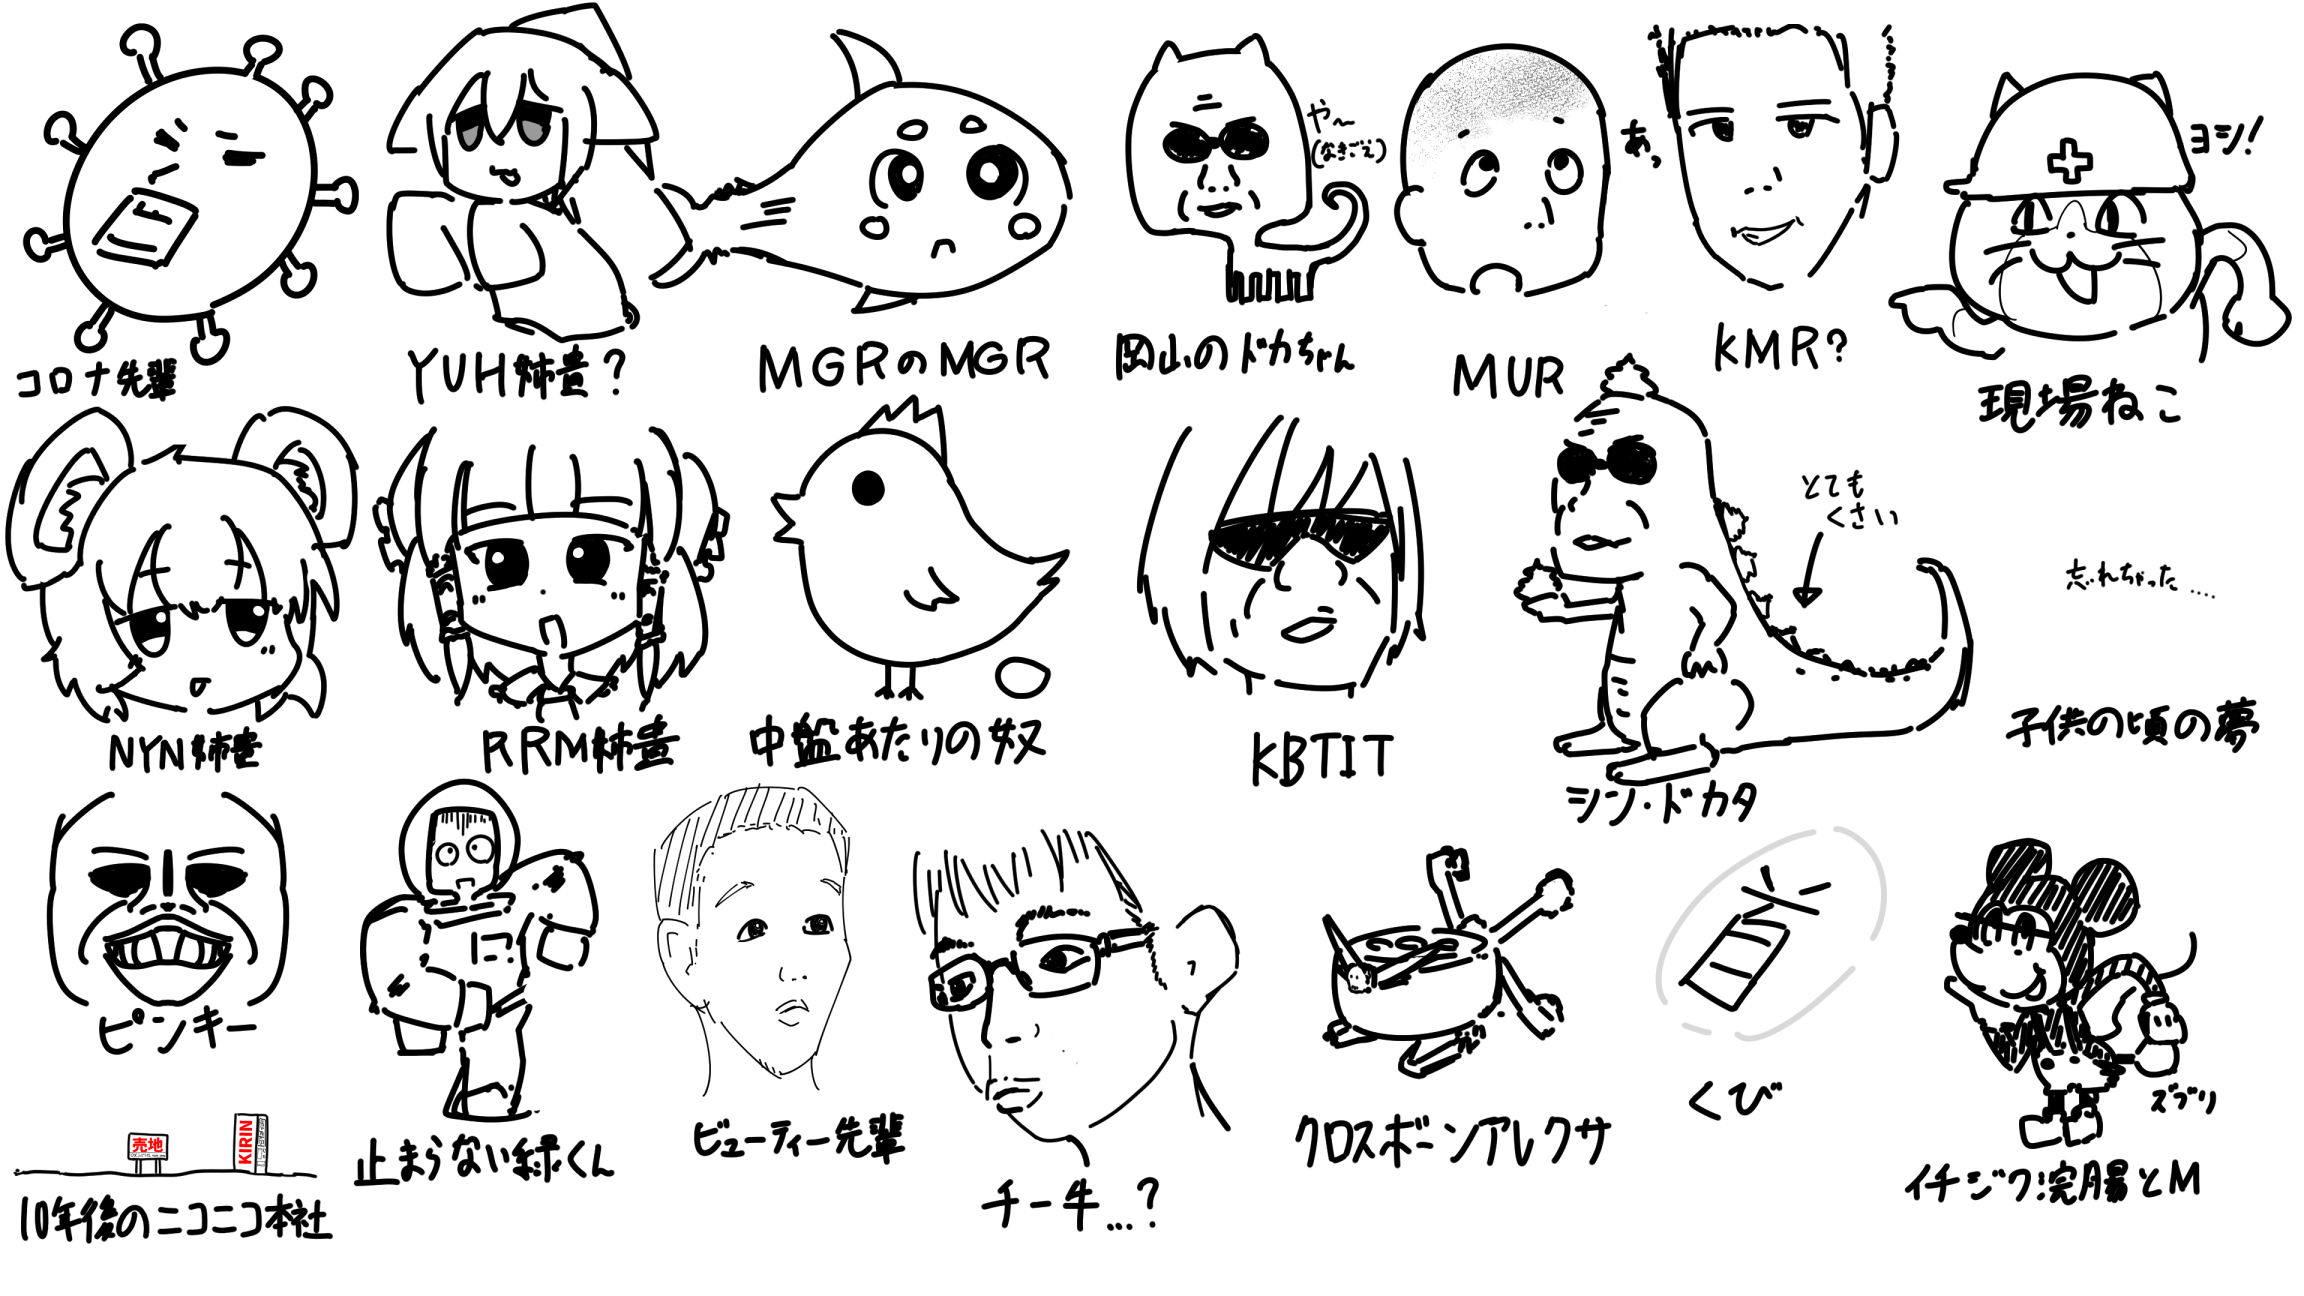 や〜
(なきごえ)
あっ
ヨシ!
コロナ先輩
YUH姉貴?
MGRのMGR
岡山のドカちゃん
MUR
KMR?
現場ねこ
とても
くさい
忘れちゃった.....
NYN姉貴
RRM姉貴
中盤あたりの奴
KBTIT
シン・ドカタ
子供の頃の夢
ピンキー
に?
止まらない緑くん
ビューティー先輩
チー牛...?
クロスボーンアレクサ
くび
ズブリ
イチジク浣腸とM
売地
KIRIN
10年後のニコニコ本社